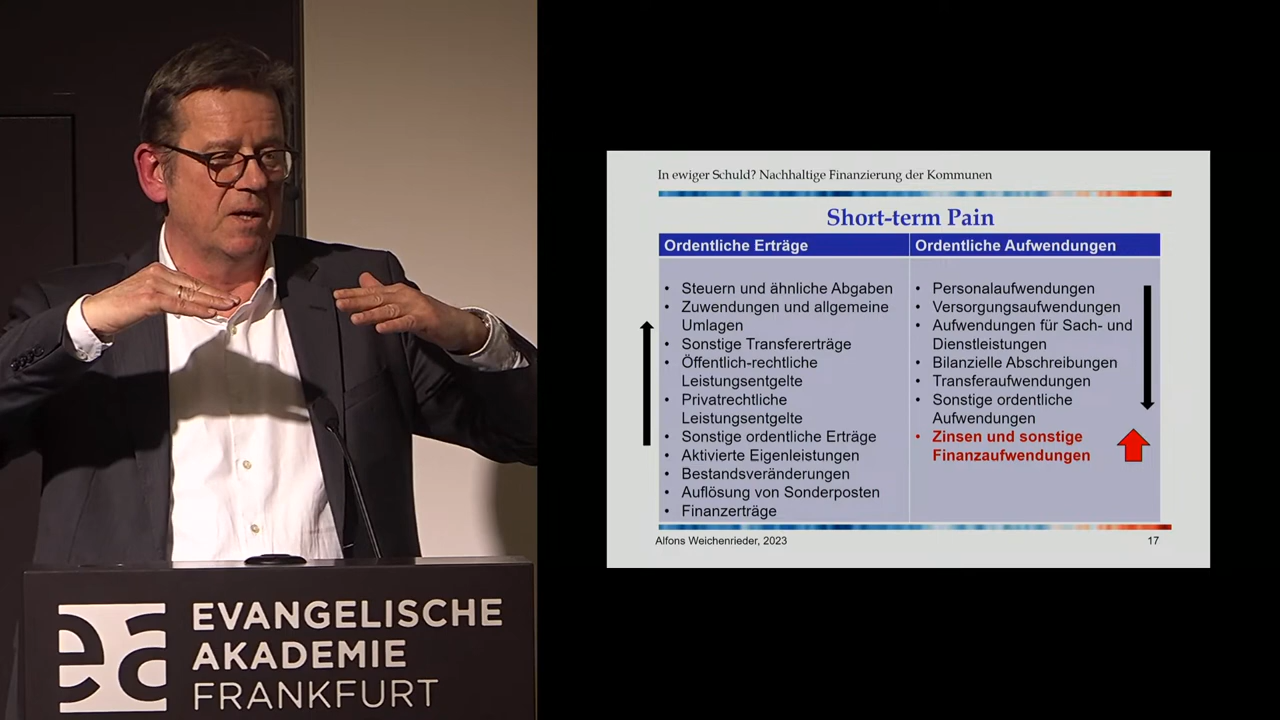 In ewiger Schuld? Nachhaltige Finanzierung der Kommunen
Short-term Pain
Ordentliche Erträge
• Steuern und ähnliche Abgaben
• Zuwendungen und allgemeine
Umlagen
• Sonstige Transfererträge
• Öffentlich-rechtliche
Leistungsentgelte
• Privatrechtliche
Leistungsentgelte
• Sonstige ordentliche Erträge
• Aktivierte Eigenleistungen
• Bestandsveränderungen
• Auflösung von Sonderposten
• Finanzerträge
Ordentliche Aufwendungen
• Personalaufwendungen
• Versorgungsaufwendungen
• Aufwendungen für Sach- und
Dienstleistungen
• Bilanzielle Abschreibungen
• Transferaufwendungen
• Sonstige ordentliche
Aufwendungen
• Zinsen und sonstige
Finanzaufwendungen
Alfons Weichenrieder, 2023
17
ea
EVANGELISCHE
AKADEMIE
FRANKFURT